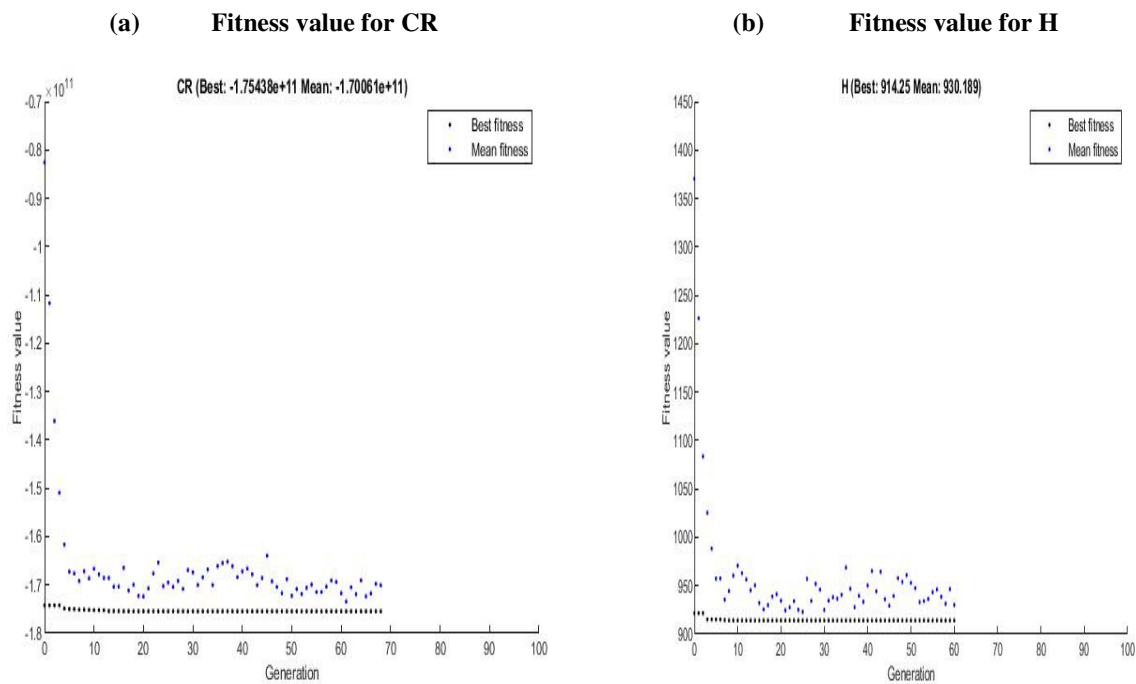 (a) Fitness value for CR
×10^11
CR (Best: -1.75438e+11 Mean: -1.70061e+11)
Best fitness
Mean fitness
-0.7
-0.8
-0.9
-1
-1.1
-1.2
-1.3
-1.4
-1.5
-1.6
-1.7
-1.8
Fitness value
0 10 20 30 40 50 60 70 80 90 100
Generation
(b) Fitness value for H
H (Best: 914.25 Mean: 930.189)
Best fitness
Mean fitness
1450
1400
1350
1300
1250
1200
1150
1100
1050
1000
950
900
Fitness value
0 10 20 30 40 50 60 70 80 90 100
Generation